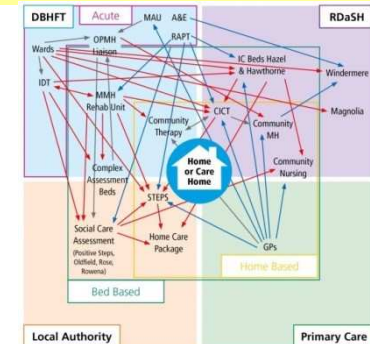 DBHFT
Acute
MAU
A&E
RDaSH
Wards
OPMH
Liaison
RAPT
IC Beds Hazel
& Hawthorne
Windermere
IDT
MMH
Rehab Unit
CICT
Magnolia
Community
Therapy
Community
MH
Home
or Care
Home
Community
Nursing
Complex
Assessment
Beds
STEPS
Social Care
Assessment
(Positive Steps,
Oldfield, Rose,
Rowena)
Home Care
Package
GPs
Home Based
Bed Based
Local Authority
Primary Care